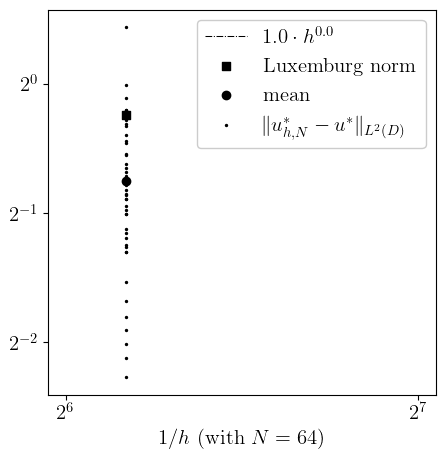 1.0 · h^{0.0}
Luxemburg norm
mean
‖u^*_{h,N} − u^*‖_{L^2(D)}
2^0
2^{−1}
2^{−2}
2^6
2^7
1/h (with N = 64)